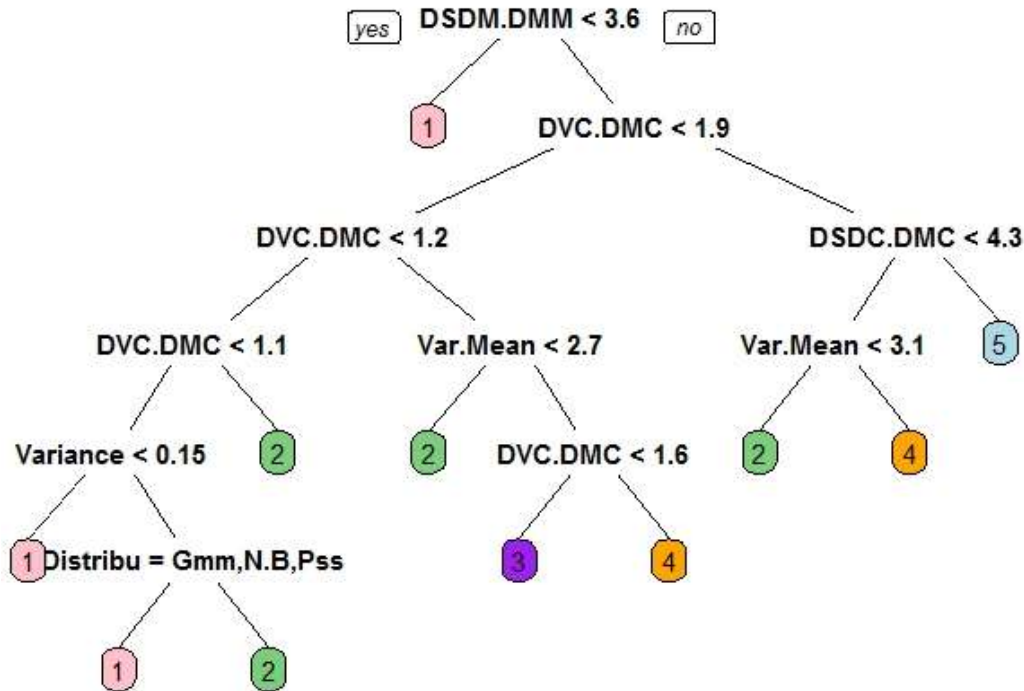 yes DSDM.DMM < 3.6 no
1 DVC.DMC < 1.9
DVC.DMC < 1.2 DSDC.DMC < 4.3
DVC.DMC < 1.1 Var.Mean < 2.7 Var.Mean < 3.1 5
Variance < 0.15 2 2 DVC.DMC < 1.6 2 4
1 Distribu = Gmm,N.B,Pss 3 4
1 2